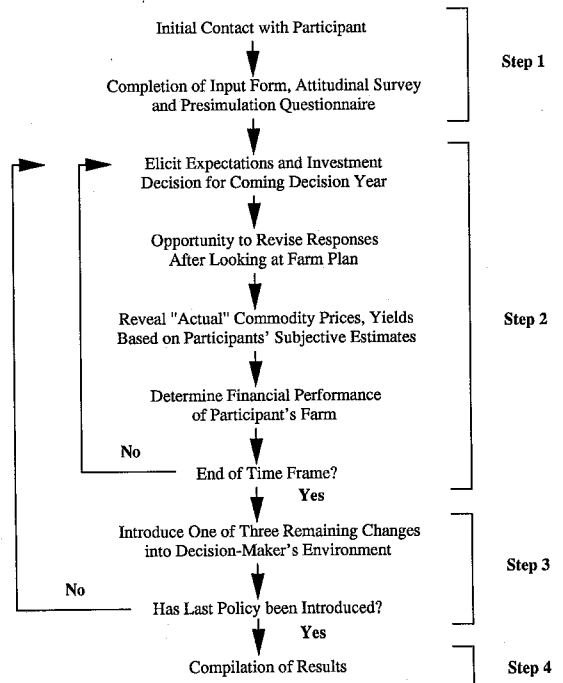 Initial Contact with Participant
Step 1
Completion of Input Form, Attitudinal Survey
and Presimulation Questionnaire
Elicit Expectations and Investment
Decision for Coming Decision Year
Opportunity to Revise Responses
After Looking at Farm Plan
Reveal "Actual" Commodity Prices, Yields
Based on Participants' Subjective Estimates
Step 2
Determine Financial Performance
of Participant's Farm
No
End of Time Frame?
Yes
Introduce One of Three Remaining Changes
into Decision-Maker's Environment
Step 3
No
Has Last Policy been Introduced?
Yes
Compilation of Results
Step 4